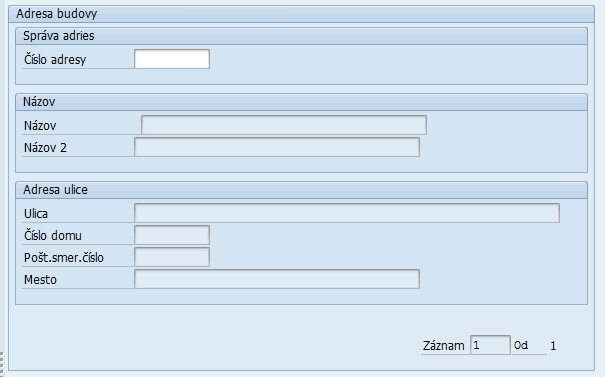 Adresa budovy
Správa adries
Číslo adresy
Názov
Názov
Názov 2
Adresa ulice
Ulica
Číslo domu
Pošt.smer.číslo
Mesto
Záznam 1 Od 1